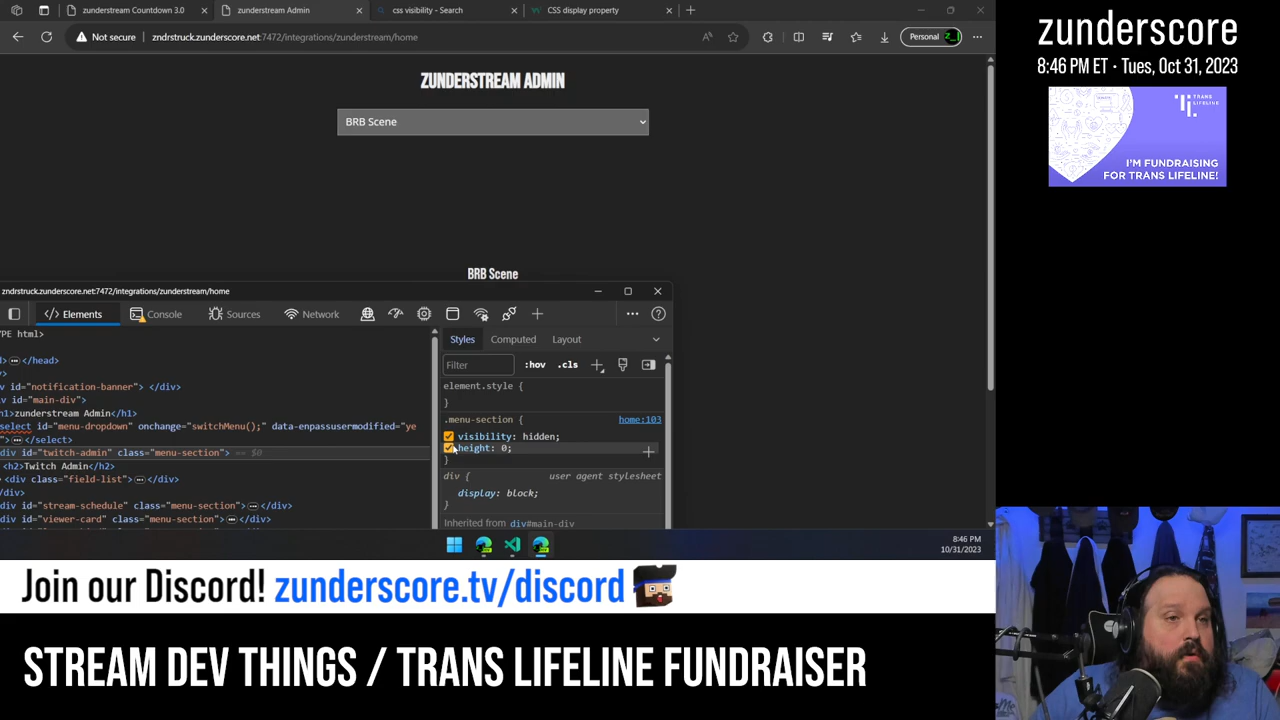 zunderstream Countdown 3.0
zunderstream Admin
css visibility - Search
CSS display property
Not secure
zndrstruck.zunderscore.net:7472/integrations/zunderstream/home
Personal
ZUNDERSTREAM ADMIN
BRB Scene
BRB Scene
zndrstruck.zunderscore.net:7472/integrations/zunderstream/home
Elements
Console
Sources
Network
YPE html>
d> ••• </head>
>
v id="notification-banner"> </div>
v id="main-div">
h1>zunderstream Admin</h1>
select id="menu-dropdown" onchange="switchMenu();" data-enpassusermodified="ye
"> ••• </select>
div id="twitch-admin" class="menu-section"> == $0
<h2>Twitch Admin</h2>
<div class="field-list"> ••• </div>
/div>
div id="stream-schedule" class="menu-section"> ••• </div>
div id="viewer-card" class="menu-section"> ••• </div>
Styles
Computed
Layout
Filter
:hov
.cls
element.style {
}
.menu-section {
home:103
visibility: hidden;
height: 0;
}
div {
user agent stylesheet
display: block;
}
Inherited from div#main-div
8:46 PM
10/31/2023
zunderscore
8:46 PM ET · Tues, Oct 31, 2023
TRANS
LIFELINE
I'M FUNDRAISING
FOR TRANS LIFELINE!
Join our Discord! zunderscore.tv/discord
STREAM DEV THINGS / TRANS LIFELINE FUNDRAISER